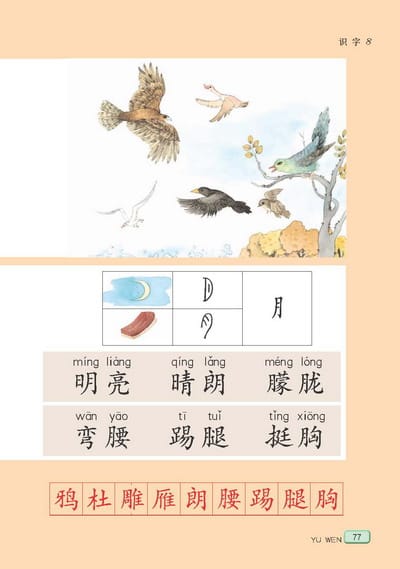 识字 8
月
míng liàng qíng lǎng méng lóng
明亮 晴朗 朦胧
wān yāo tī tuǐ tǐng xiōng
弯腰 踢腿 挺胸
鸦杜雕雁朗腰踢腿胸
YU WEN 77